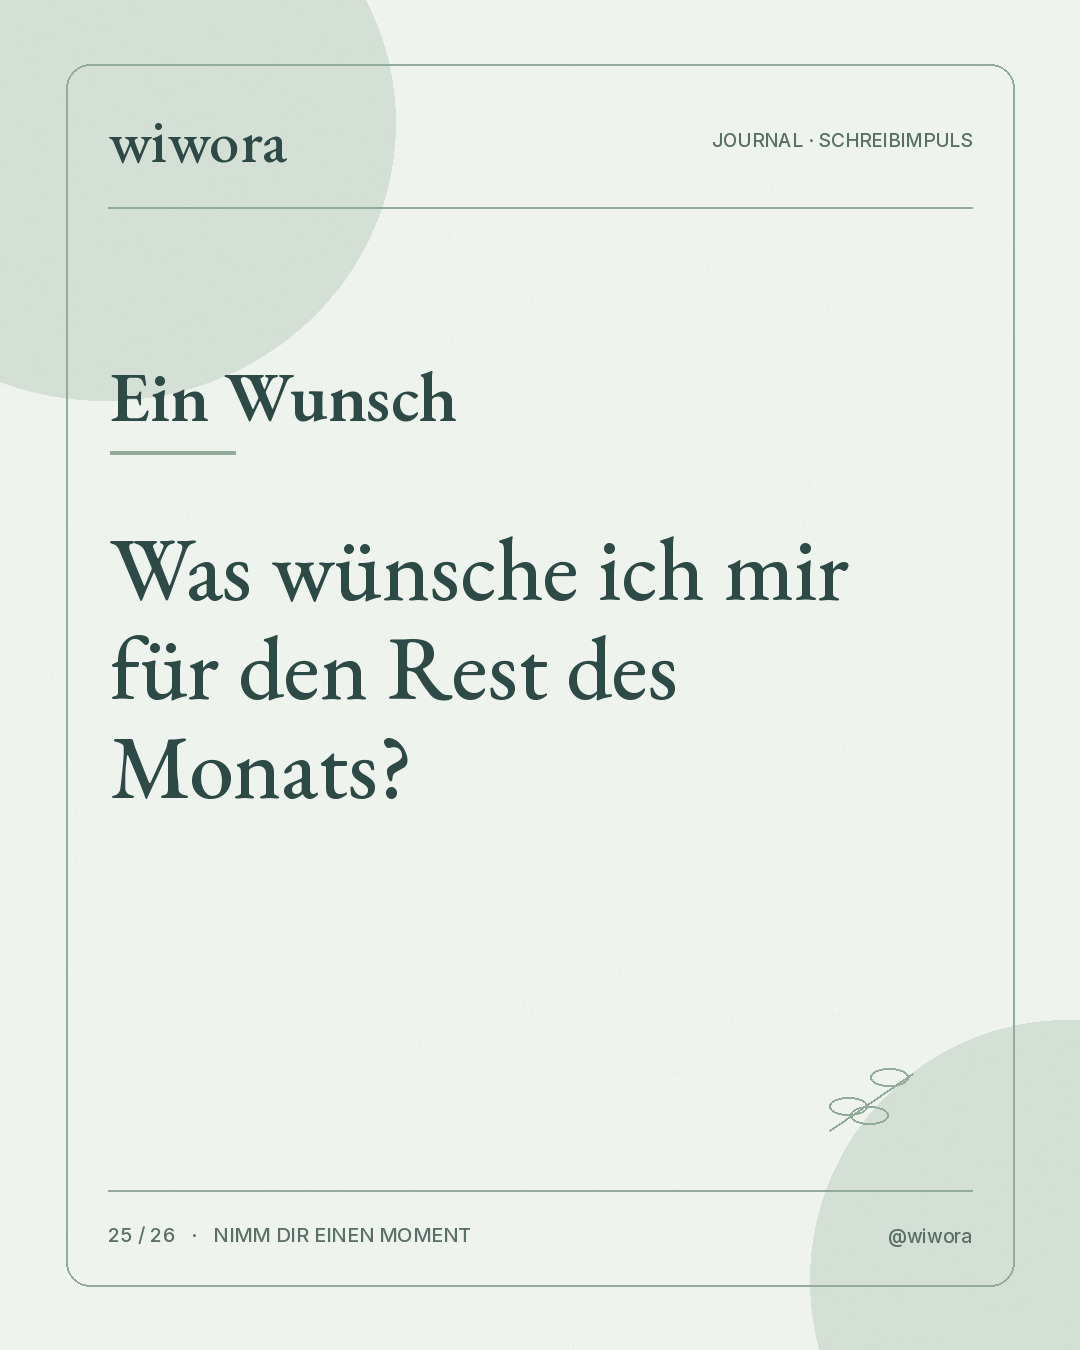 wiwora
JOURNAL · SCHREIBIMPULS
Ein Wunsch
Was wünsche ich mir
für den Rest des
Monats?
25 / 26 · NIMM DIR EINEN MOMENT
@wiwora